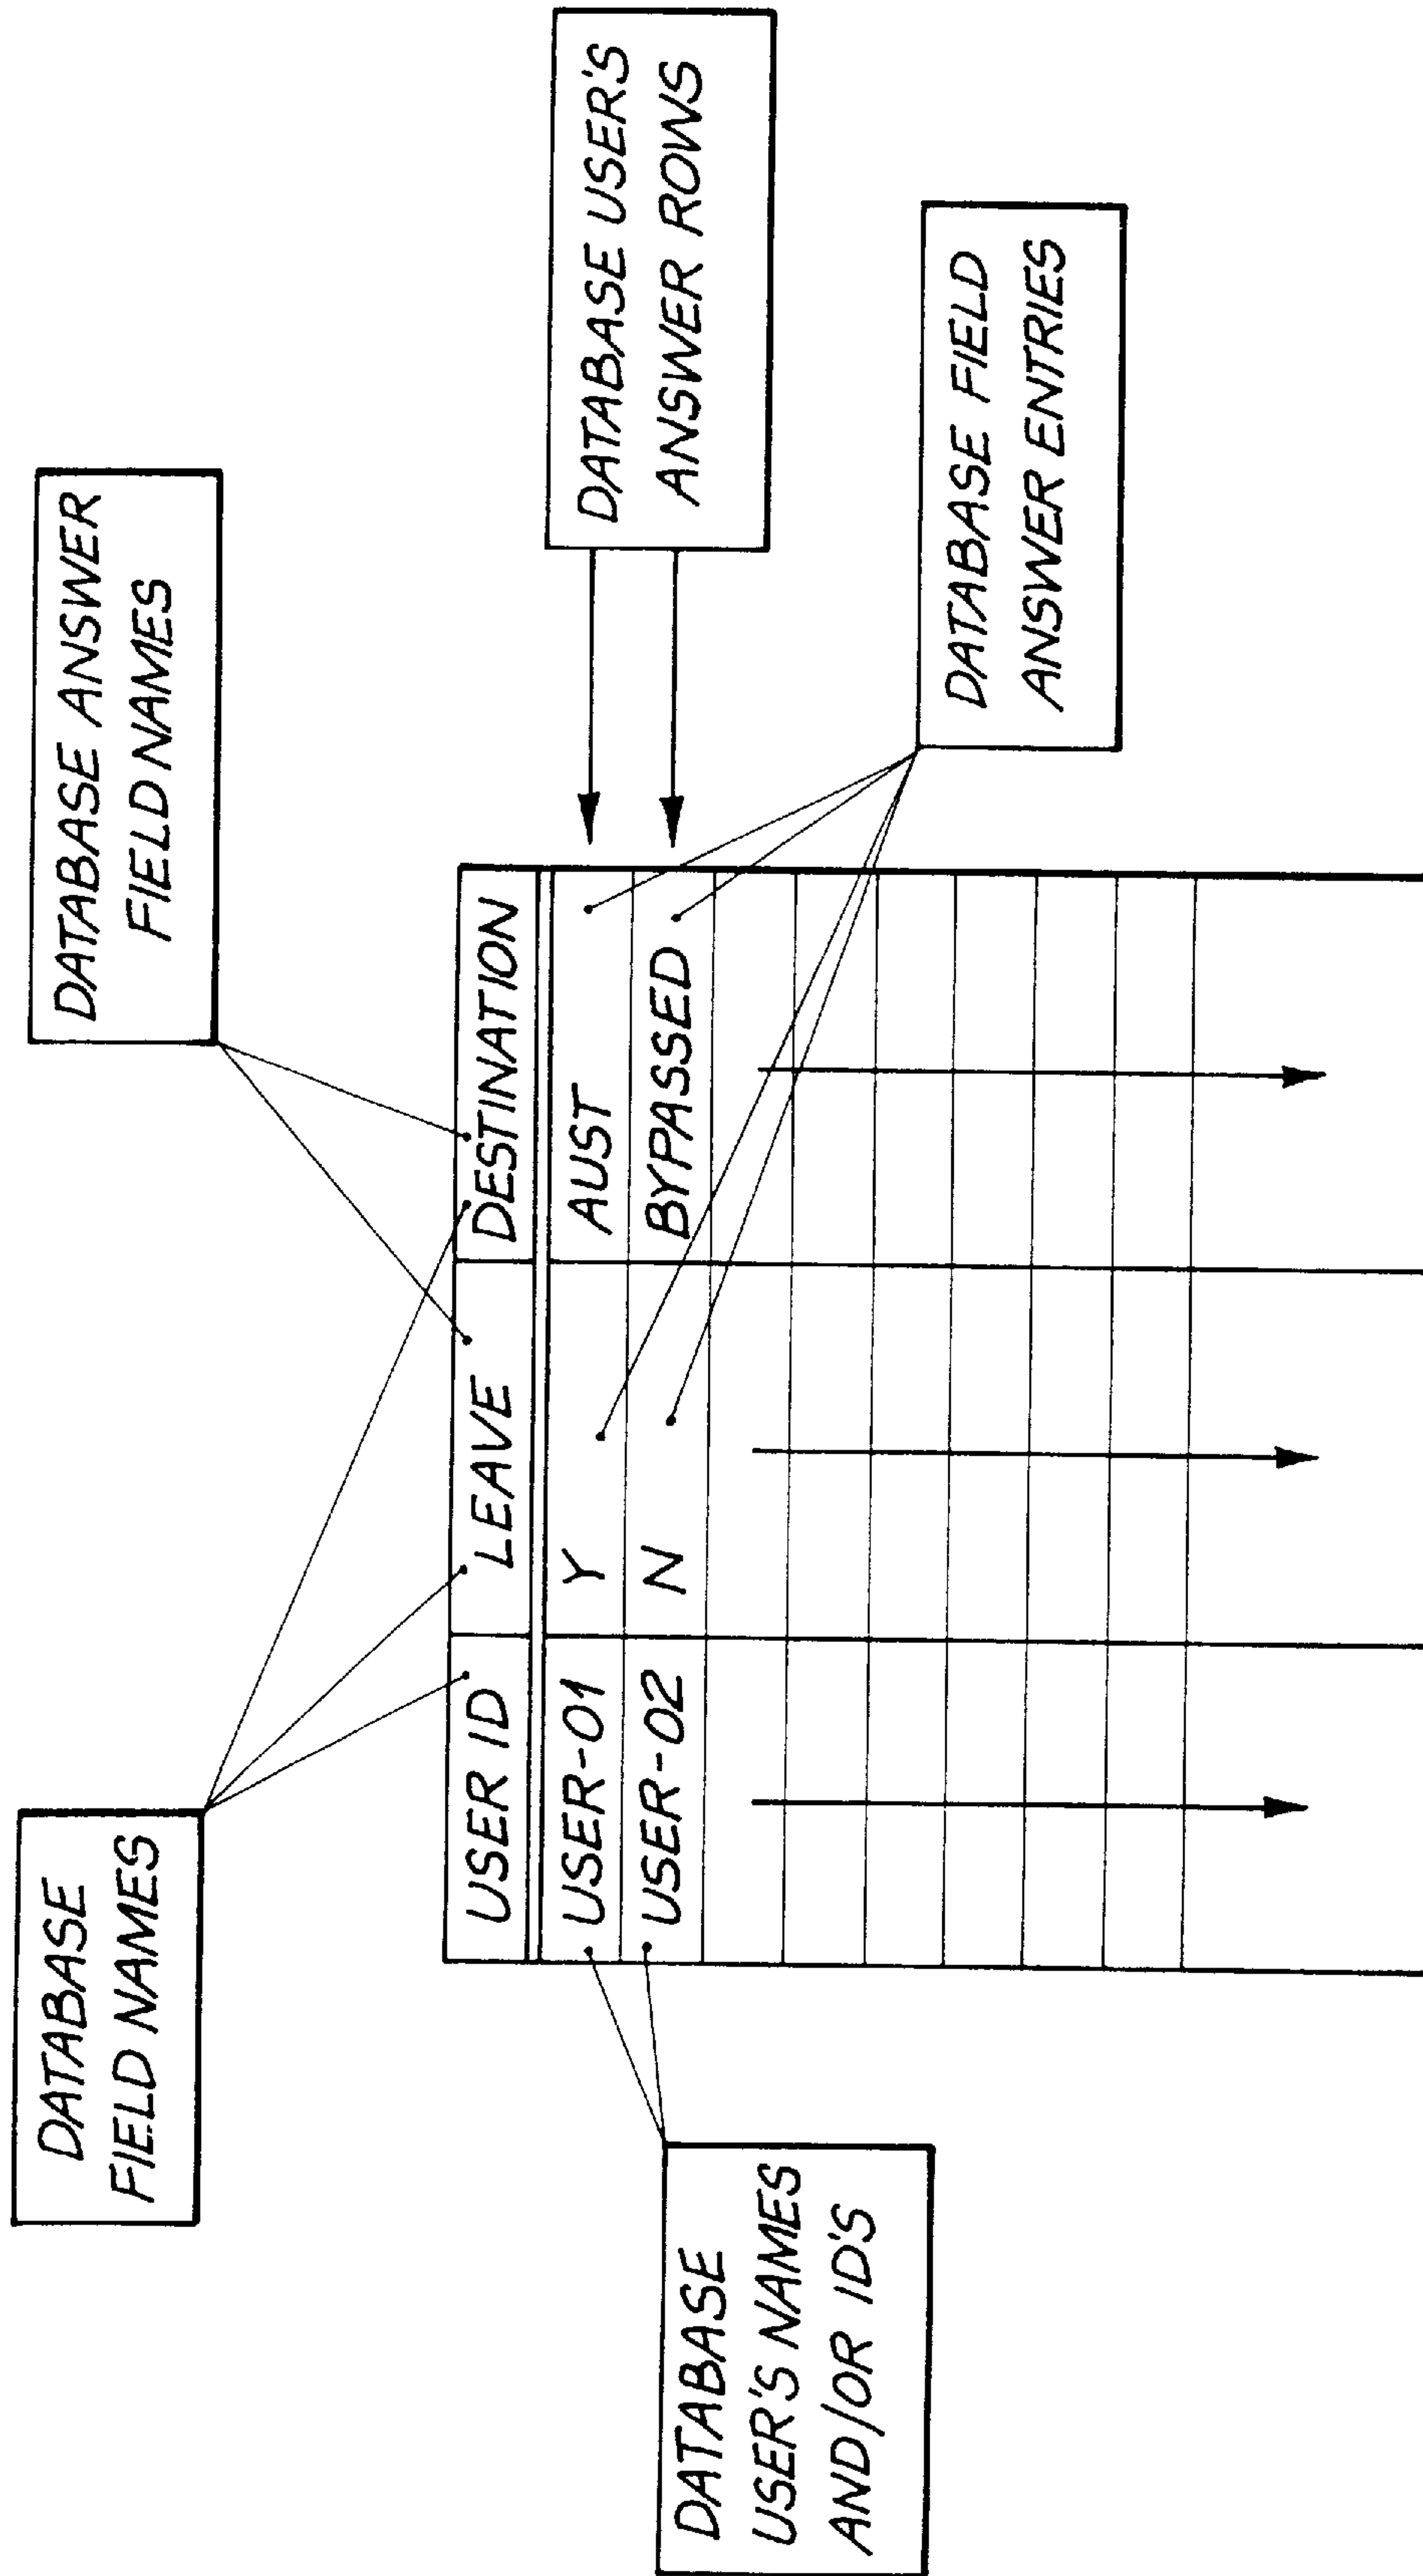 DATABASE
FIELD NAMES
DATABASE ANSWER
FIELD NAMES
USER ID LEAVE DESTINATION
USER-01 Y AUST
USER-02 N BYPASSED
DATABASE USER'S
ANSWER ROWS
DATABASE
USER'S NAMES
AND/OR ID'S
DATABASE FIELD
ANSWER ENTRIES